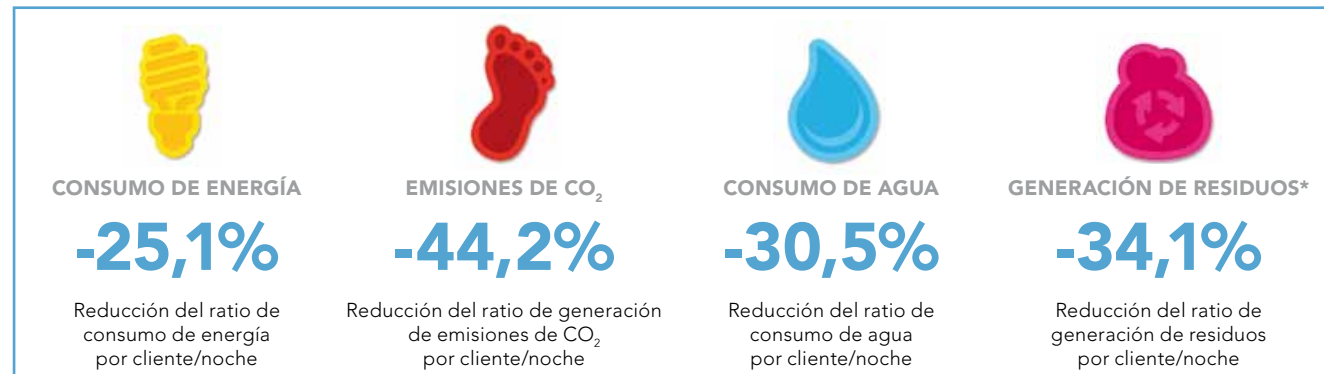 CONSUMO DE ENERGÍA
-25,1%
Reducción del ratio de
consumo de energía
por cliente/noche
EMISIONES DE CO₂
-44,2%
Reducción del ratio de generación
de emisiones de CO₂
por cliente/noche
CONSUMO DE AGUA
-30,5%
Reducción del ratio de
consumo de agua
por cliente/noche
GENERACIÓN DE RESIDUOS*
-34,1%
Reducción del ratio de
generación de residuos
por cliente/noche